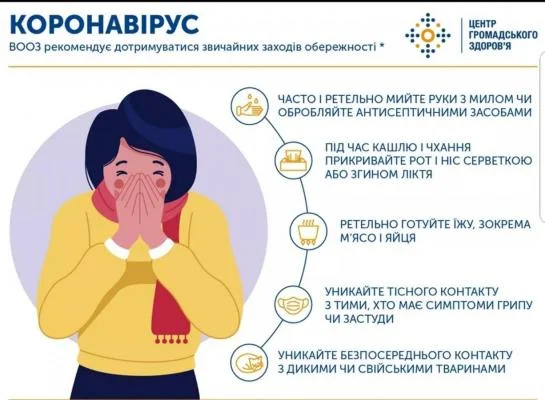 КОРОНАВІРУС
ВООЗ рекомендує дотримуватися звичайних заходів обережності *
ЦЕНТР
ГРОМАДСЬКОГО
ЗДОРОВ'Я
ЧАСТО І РЕТЕЛЬНО МИЙТЕ РУКИ З МИЛОМ ЧИ
ОБРОБЛЯЙТЕ АНТИСЕПТИЧНИМИ ЗАСОБАМИ
ПІД ЧАС КАШЛЮ І ЧХАННЯ
ПРИКРИВАЙТЕ РОТ І НІС СЕРВЕТКОЮ
АБО ЗГИНОМ ЛІКТЯ
РЕТЕЛЬНО ГОТУЙТЕ ЇЖУ, ЗОКРЕМА
М'ЯСО І ЯЙЦЯ
УНИКАЙТЕ ТІСНОГО КОНТАКТУ
З ТИМИ, ХТО МАЄ СИМПТОМИ ГРИПУ
ЧИ ЗАСТУДИ
УНИКАЙТЕ БЕЗПОСЕРЕДНЬОГО КОНТАКТУ
З ДИКИМИ ЧИ СВІЙСЬКИМИ ТВАРИНАМИ